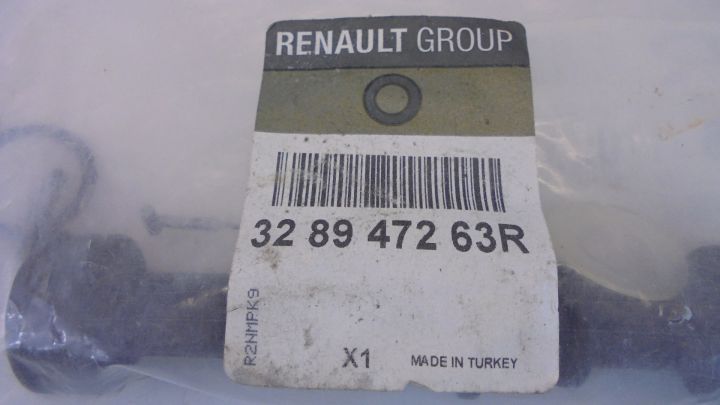 RENAULT GROUP
32 89 472 63R
R2NMPK9
X1
MADE IN TURKEY